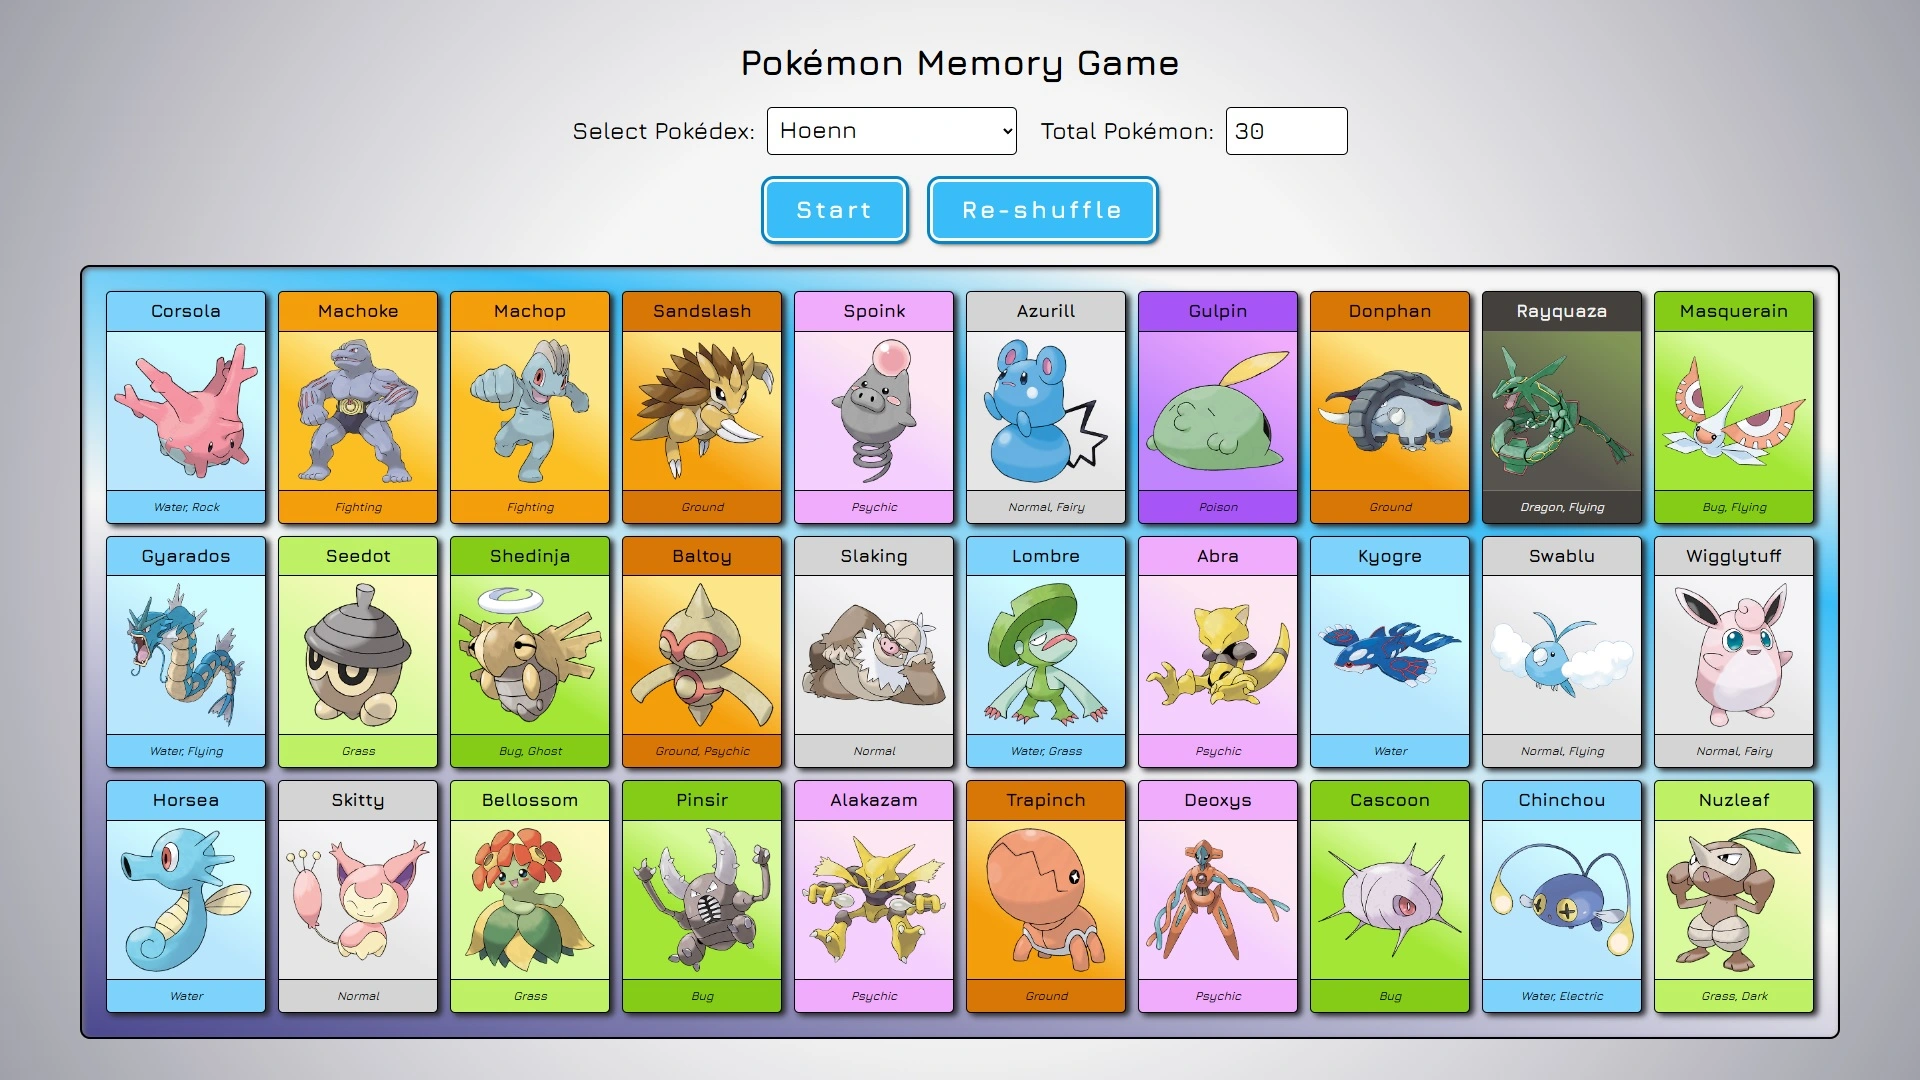 Pokémon Memory Game
Select Pokédex: Hoenn Total Pokémon: 30
Start Re-shuffle
Corsola Machoke Machop Sandslash Spoink Azurill Gulpin Donphan Rayquaza Masquerain
Water, Rock Fighting Fighting Ground Psychic Normal, Fairy Poison Ground Dragon, Flying Bug, Flying
Gyarados Seedot Shedinja Baltoy Slaking Lombre Abra Kyogre Swablu Wigglytuff
Water, Flying Grass Bug, Ghost Ground, Psychic Normal Water, Grass Psychic Water Normal, Flying Normal, Fairy
Horsea Skitty Bellossom Pinsir Alakazam Trapinch Deoxys Cascoon Chinchou Nuzleaf
Water Normal Grass Bug Psychic Ground Psychic Bug Water, Electric Grass, Dark